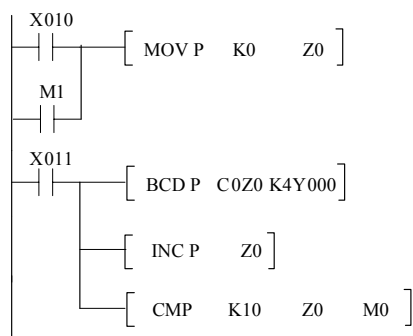 X010
MOV P K0 Z0
M1
X011
BCD P C0Z0 K4Y000
INC P Z0
CMP K10 Z0 M0